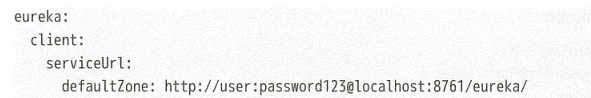 eureka:
  client:
    serviceUrl:
      defaultZone: http://user:password123@localhost:8761/eureka/